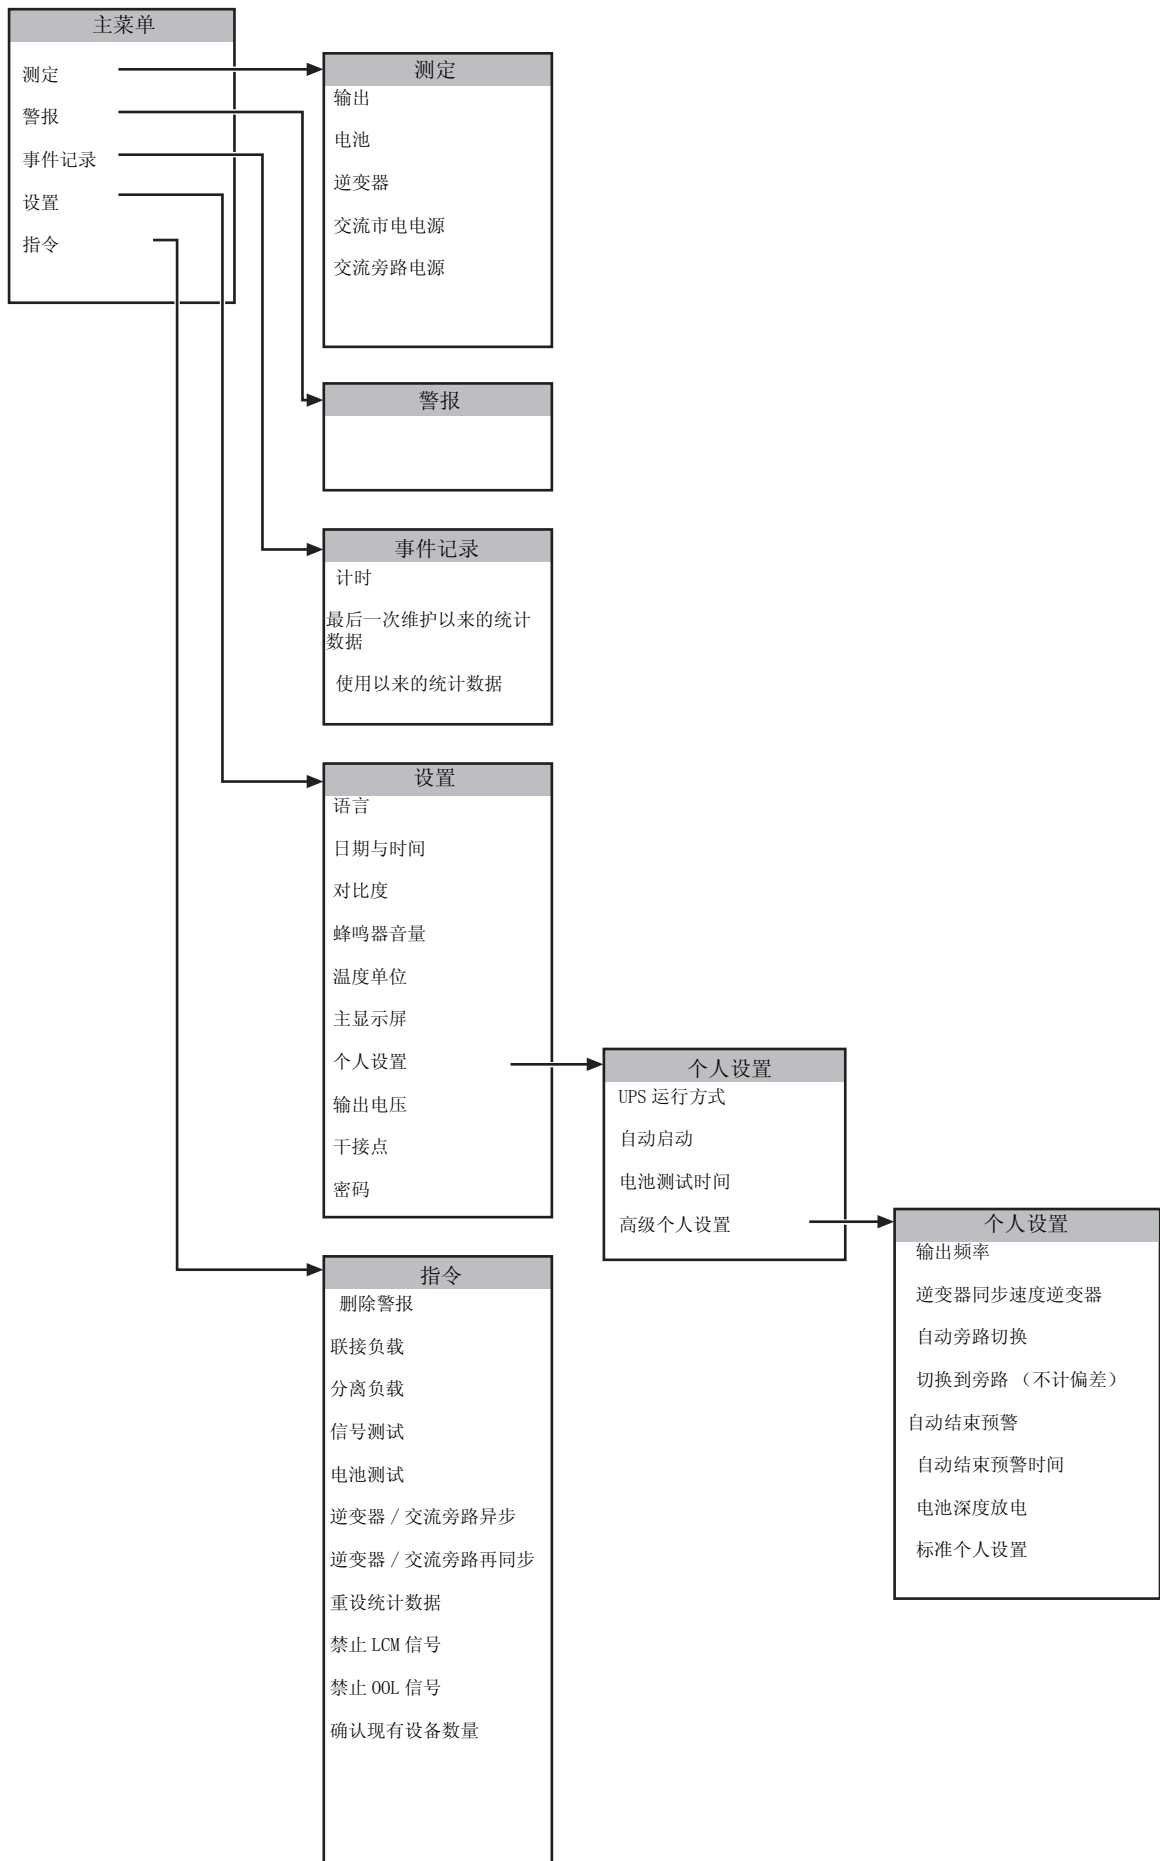 主菜单
测定
警报
事件记录
设置
指令
测定
输出
电池
逆变器
交流市电电源
交流旁路电源
警报
事件记录
计时
最后一次维护以来的统计
数据
使用以来的统计数据
设置
语言
日期与时间
对比度
蜂鸣器音量
温度单位
主显示屏
个人设置
输出电压
干接点
密码
个人设置
UPS 运行方式
自动启动
电池测试时间
高级个人设置
个人设置
输出频率
逆变器同步速度逆变器
自动旁路切换
切换到旁路 （不计偏差）
自动结束预警
自动结束预警时间
电池深度放电
标准个人设置
指令
删除警报
联接负载
分离负载
信号测试
电池测试
逆变器 / 交流旁路异步
逆变器 / 交流旁路再同步
重设统计数据
禁止 LCM 信号
禁止 OOL 信号
确认现有设备数量